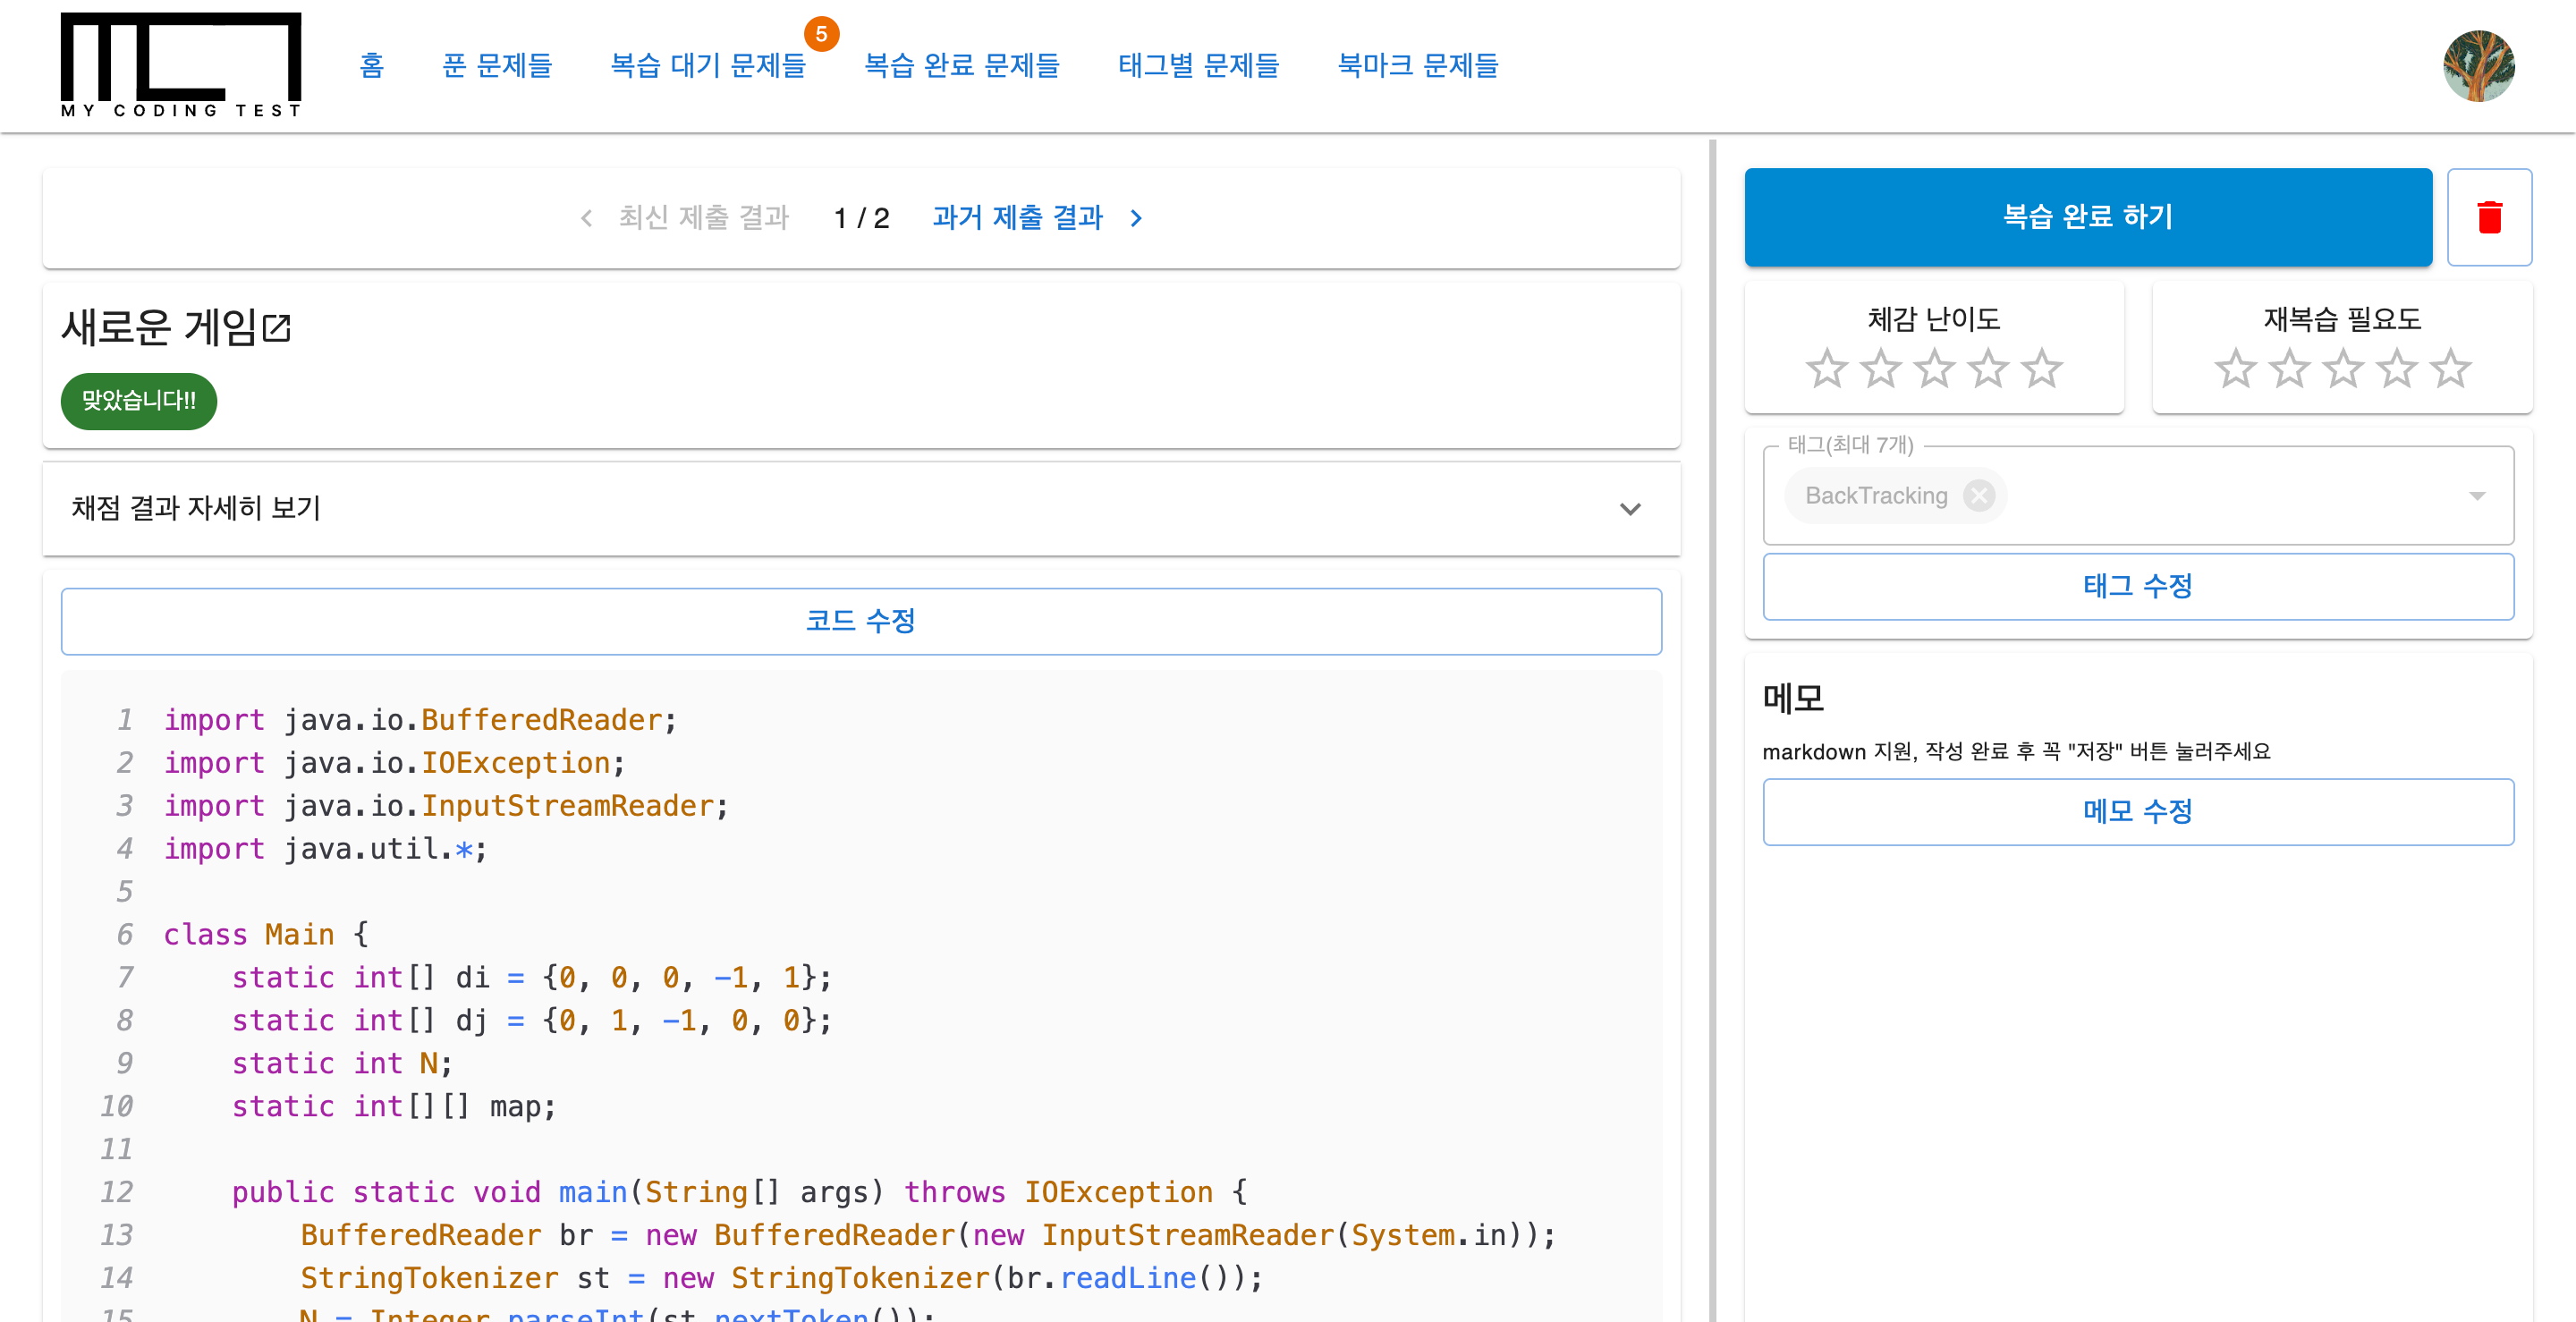 MY CODING TEST
홈 푼 문제들 복습 대기 문제들 5 복습 완료 문제들 태그별 문제들 북마크 문제들
최신 제출 결과 1 / 2 과거 제출 결과
새로운 게임
맞았습니다!!
채점 결과 자세히 보기
코드 수정
1 import java.io.BufferedReader;
2 import java.io.IOException;
3 import java.io.InputStreamReader;
4 import java.util.*;
5
6 class Main {
7 static int[] di = {0, 0, 0, -1, 1};
8 static int[] dj = {0, 1, -1, 0, 0};
9 static int N;
10 static int[][] map;
11
12 public static void main(String[] args) throws IOException {
13 BufferedReader br = new BufferedReader(new InputStreamReader(System.in));
14 StringTokenizer st = new StringTokenizer(br.readLine());
15 N = Integer.parseInt(st.nextToken());
복습 완료 하기
체감 난이도
재복습 필요도
태그(최대 7개)
BackTracking
태그 수정
메모
markdown 지원, 작성 완료 후 꼭 "저장" 버튼 눌러주세요
메모 수정